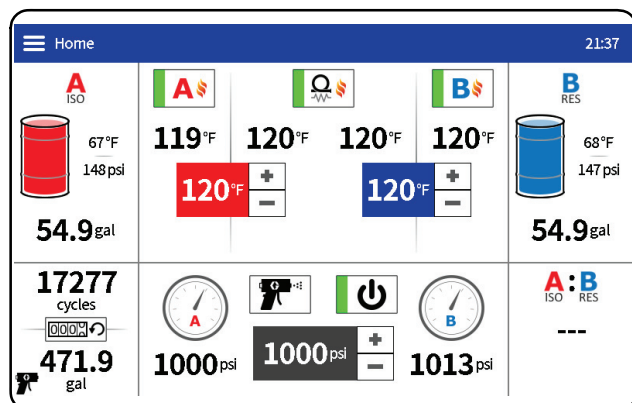 Home 21:37
A
ISO
67°F
148 psi
54.9 gal
A
Ω
B
119 °F 120 °F 120 °F 120 °F
120 °F + −
120 °F + −
B
RES
68°F
147 psi
54.9 gal
17277
cycles
000
471.9
gal
A
B
1000 psi
1000 psi + −
1013 psi
A : B
ISO RES
---